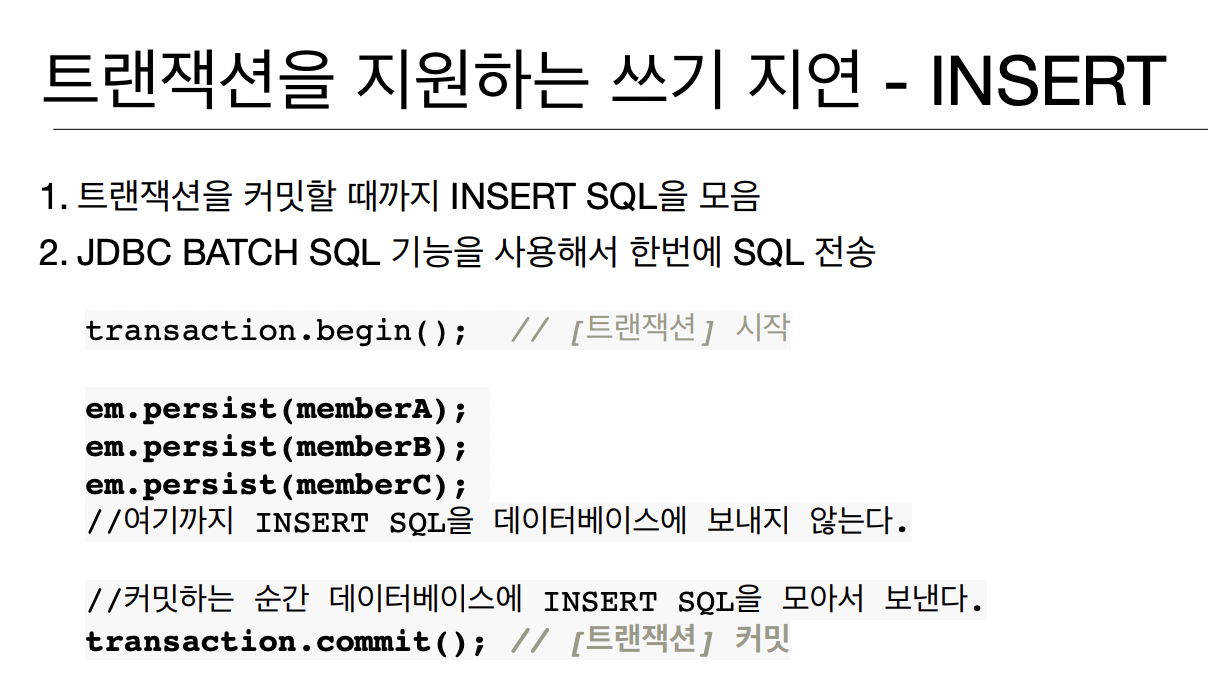 트랜잭션을 지원하는 쓰기 지연 - INSERT
1. 트랜잭션을 커밋할 때까지 INSERT SQL을 모음
2. JDBC BATCH SQL 기능을 사용해서 한번에 SQL 전송
transaction.begin();  // [트랜잭션] 시작
em.persist(memberA);
em.persist(memberB);
em.persist(memberC);
//여기까지 INSERT SQL을 데이터베이스에 보내지 않는다.
//커밋하는 순간 데이터베이스에 INSERT SQL을 모아서 보낸다.
transaction.commit(); // [트랜잭션] 커밋